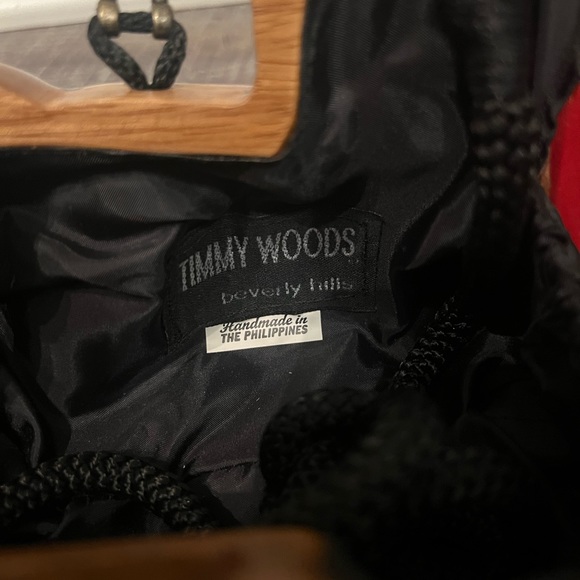 TIMMY WOODS
beverly hills
Handmade in
THE PHILIPPINES